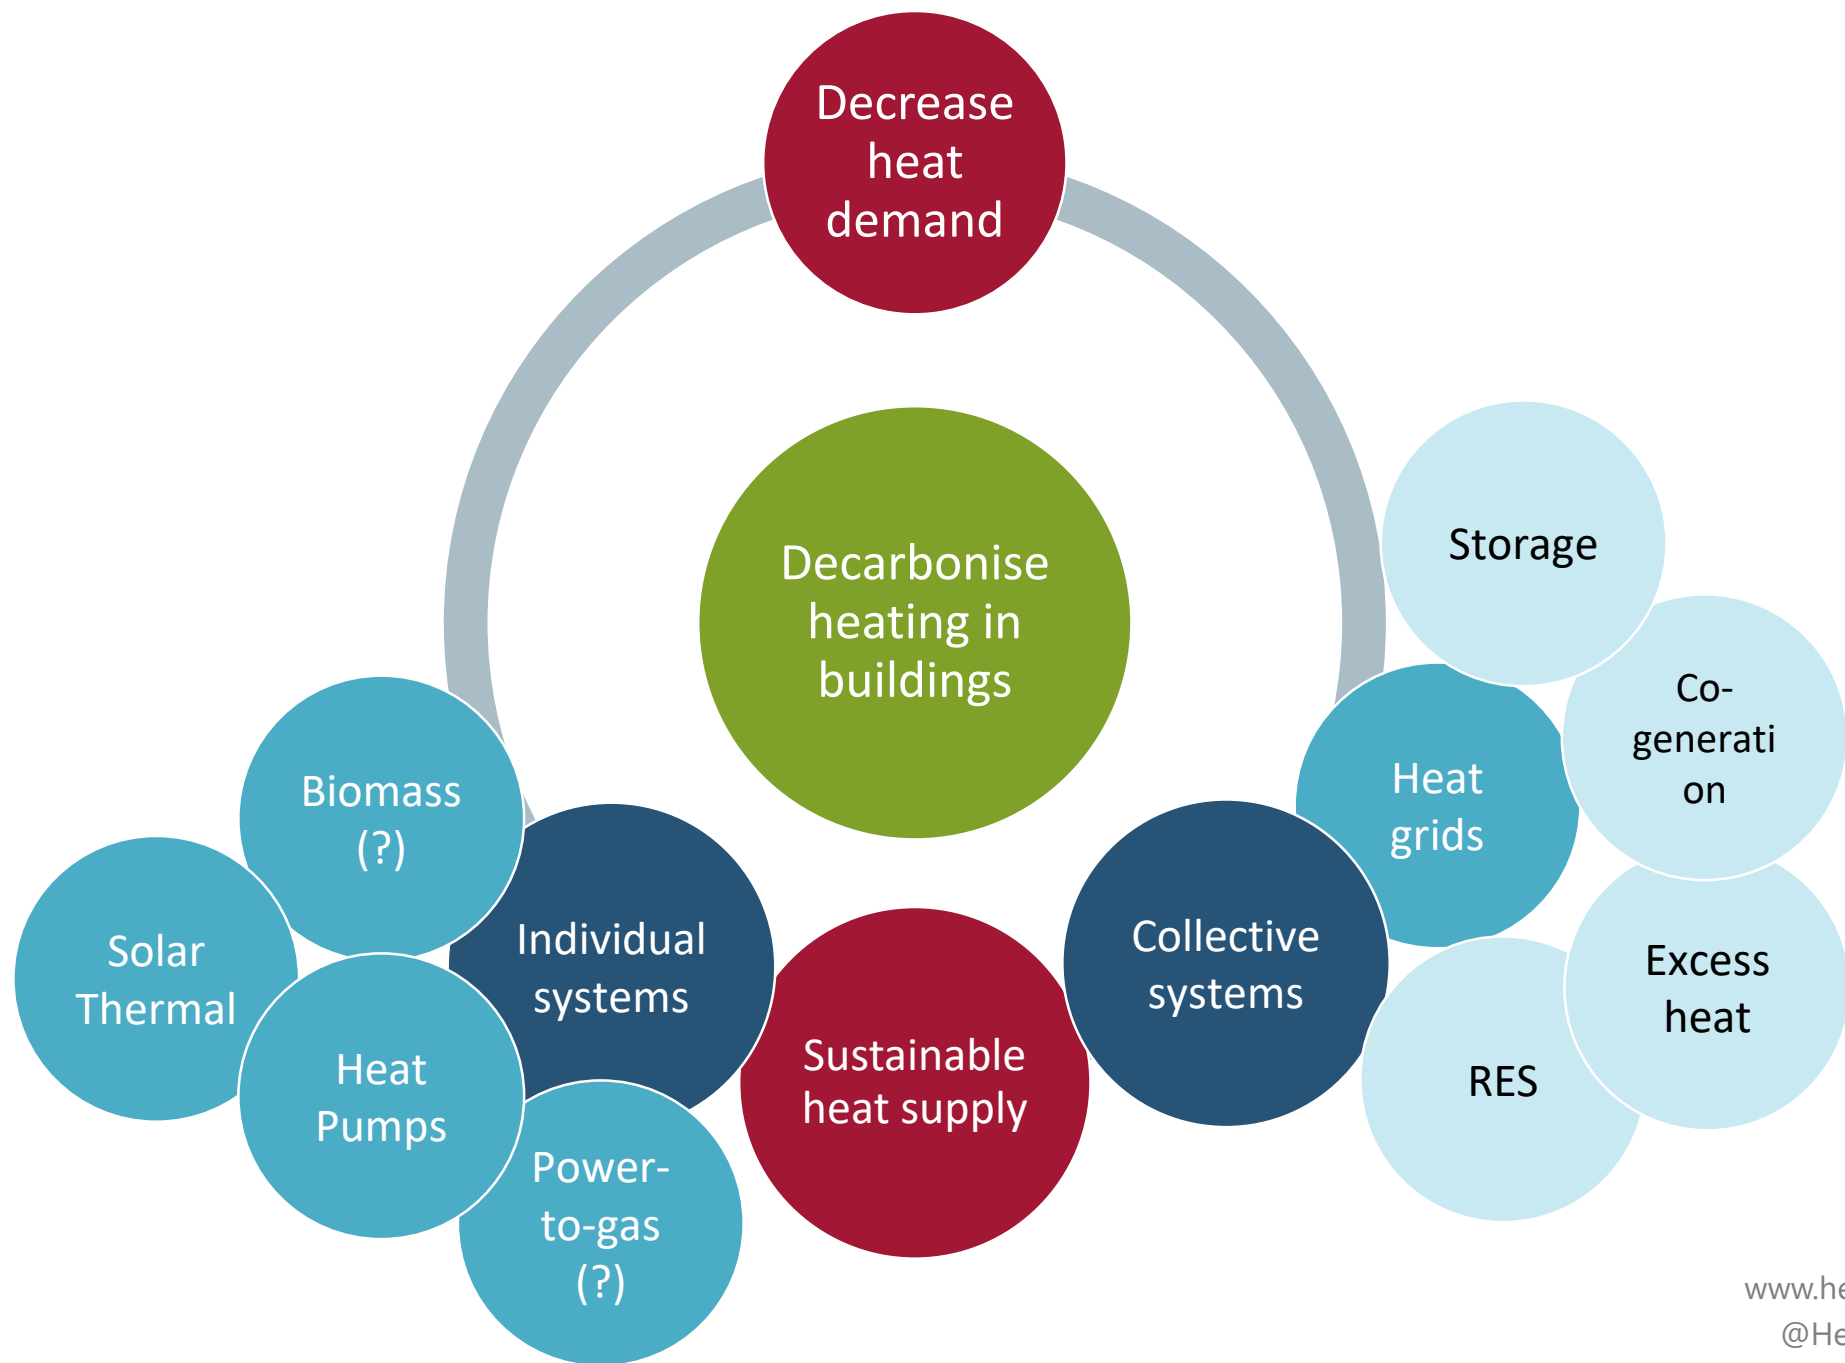 Decrease
heat
demand
Decarbonise
heating in
buildings
Storage
Co-
generati
on
Heat
grids
Excess
heat
RES
Collective
systems
Sustainable
heat supply
Individual
systems
Biomass
(?)
Solar
Thermal
Heat
Pumps
Power-
to-gas
(?)
www.he
@He